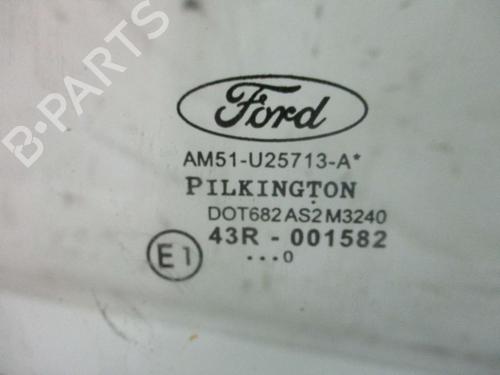 B-PARTS
Ford
AM51-U25713-A*
PILKINGTON
DOT682 AS2 M3240
43R - 001582
E1
...0